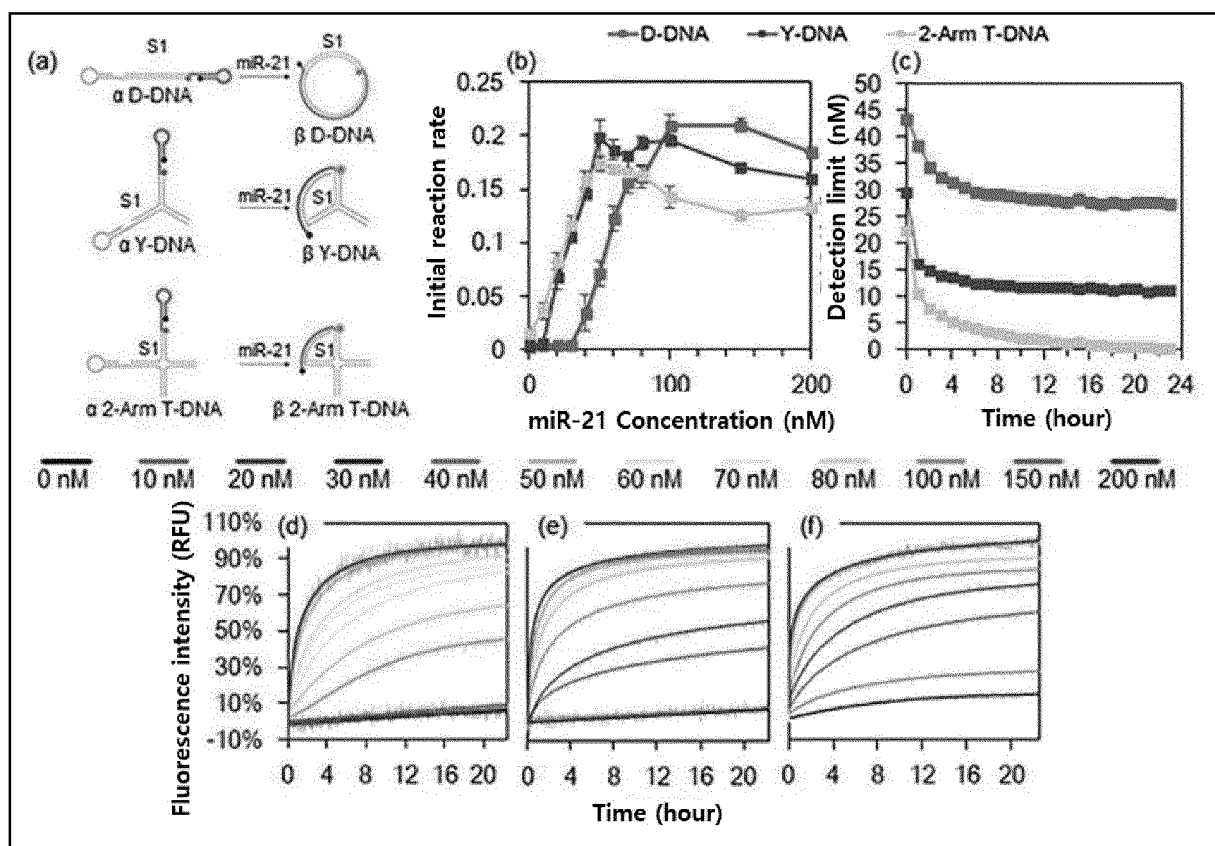 (a)
S1
miR-21
S1
α D-DNA
β D-DNA
S1
miR-21
S1
α Y-DNA
β Y-DNA
S1
miR-21
S1
α 2-Arm T-DNA
β 2-Arm T-DNA
D-DNA
Y-DNA
2-Arm T-DNA
(b)
Initial reaction rate
0.25
0.2
0.15
0.1
0.05
0
0
100
200
miR-21 Concentration (nM)
(c)
Detection limit (nM)
50
45
40
35
30
25
20
15
10
5
0
0
4
8
12
16
20
24
Time (hour)
0 nM
10 nM
20 nM
30 nM
40 nM
50 nM
60 nM
70 nM
80 nM
100 nM
150 nM
200 nM
Fluorescence intensity (RFU)
110%
90%
70%
50%
30%
10%
-10%
(d)
0 4 8 12 16 20
(e)
0 4 8 12 16 20
(f)
0 4 8 12 16 20
Time (hour)